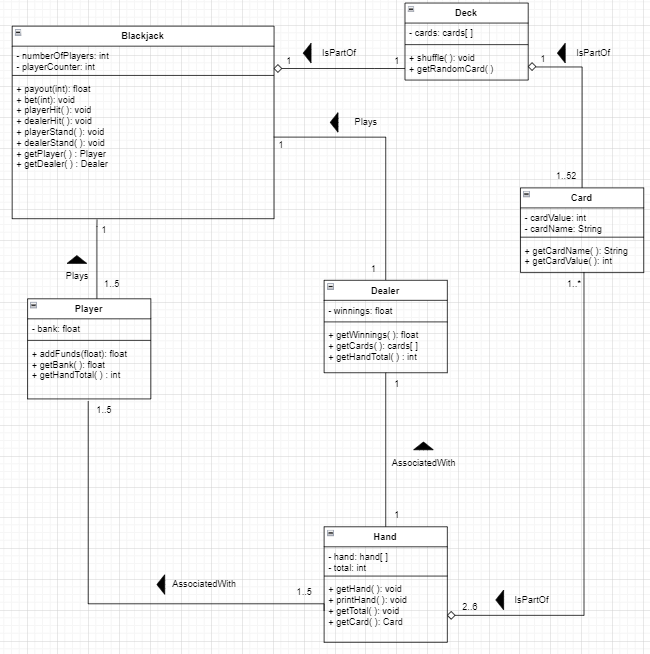 Blackjack
- numberOfPlayers: int
- playerCounter: int
+ payout(int): float
+ bet(int): void
+ playerHit( ): void
+ dealerHit( ): void
+ playerStand( ): void
+ dealerStand( ): void
+ getPlayer( ) : Player
+ getDealer( ) : Dealer
1
IsPartOf
1
Deck
- cards: cards[ ]
+ shuffle( ): void
+ getRandomCard( )
1
IsPartOf
1..52
Card
- cardValue: int
- cardName: String
+ getCardName( ): String
+ getCardValue( ): int
1..*
Plays
1
1
1
Plays
1..5
Player
- bank: float
+ addFunds(float): float
+ getBank( ): float
+ getHandTotal( ) : int
1..5
Dealer
- winnings: float
+ getWinnings( ): float
+ getCards( ): cards[ ]
+ getHandTotal( ) : int
1
AssociatedWith
1
Hand
- hand: hand[ ]
- total: int
+ getHand( ): void
+ printHand( ): void
+ getTotal( ): void
+ getCard( ): Card
AssociatedWith
1..5
2..6
IsPartOf